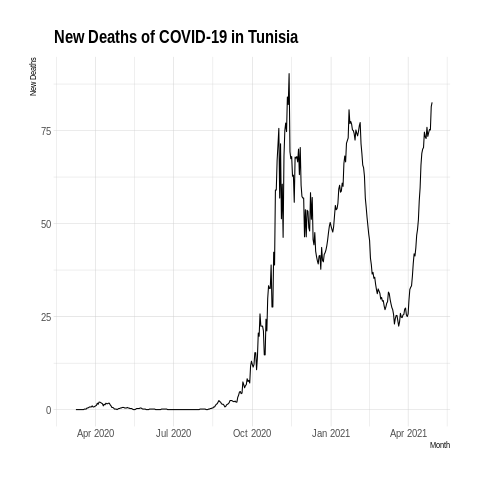 New Deaths of COVID-19 in Tunisia
New Deaths
75
50
25
0
Apr 2020 Jul 2020 Oct 2020 Jan 2021 Apr 2021
Month